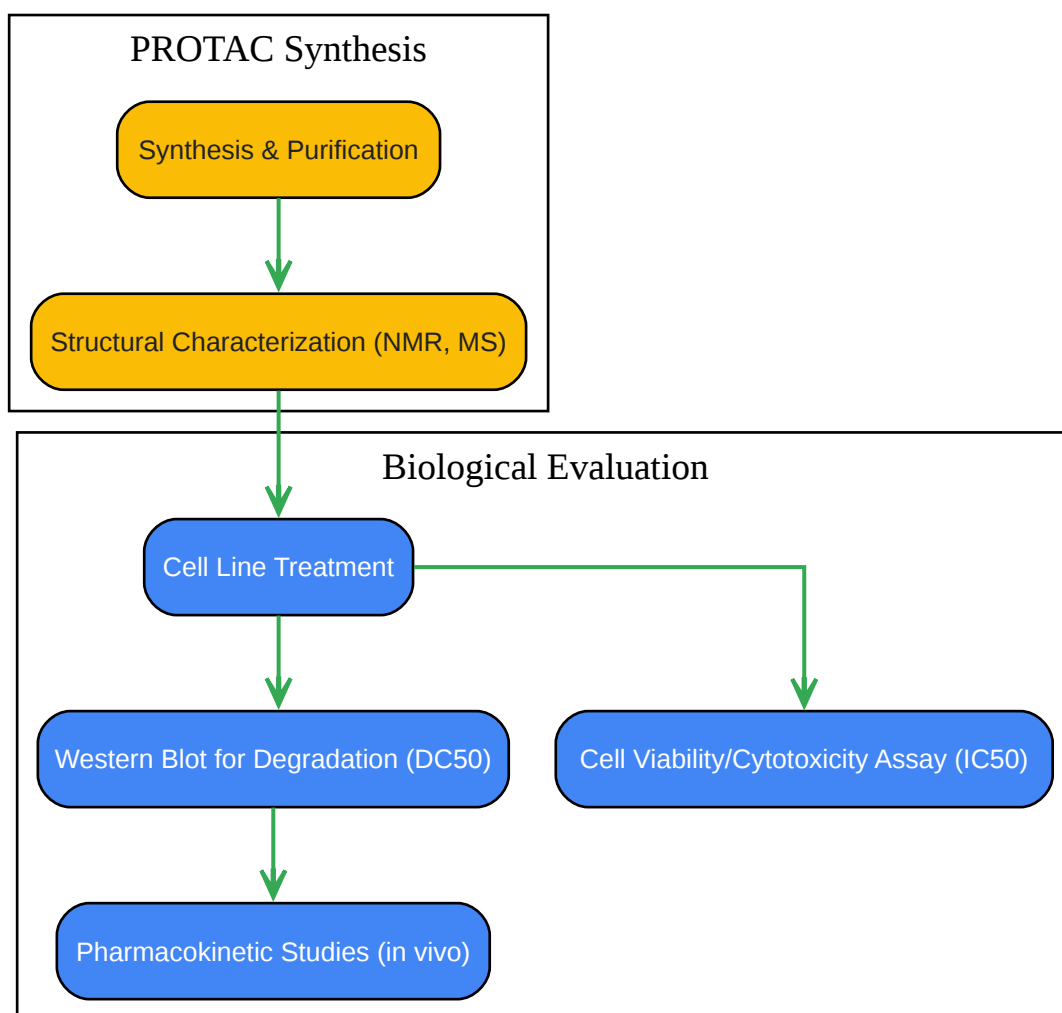 PROTAC Synthesis
Synthesis & Purification
Structural Characterization (NMR, MS)
Biological Evaluation
Cell Line Treatment
Western Blot for Degradation (DC50)
Cell Viability/Cytotoxicity Assay (IC50)
Pharmacokinetic Studies (in vivo)